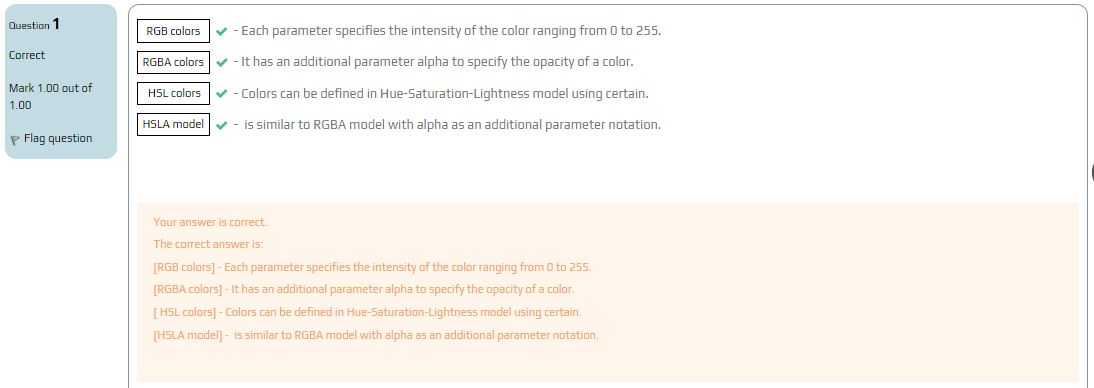 Question 1
Correct
Mark 1.00 out of
1.00
Flag question
RGB colors - Each parameter specifies the intensity of the color ranging from 0 to 255.
RGBA colors - It has an additional parameter alpha to specify the opacity of a color.
HSL colors - Colors can be defined in Hue-Saturation-Lightness model using certain.
HSLA model - is similar to RGBA model with alpha as an additional parameter notation.
Your answer is correct.
The correct answer is:
[RGB colors] - Each parameter specifies the intensity of the color ranging from 0 to 255.
[RGBA colors] - It has an additional parameter alpha to specify the opacity of a color.
[ HSL colors] - Colors can be defined in Hue-Saturation-Lightness model using certain.
[HSLA model] - is similar to RGBA model with alpha as an additional parameter notation.